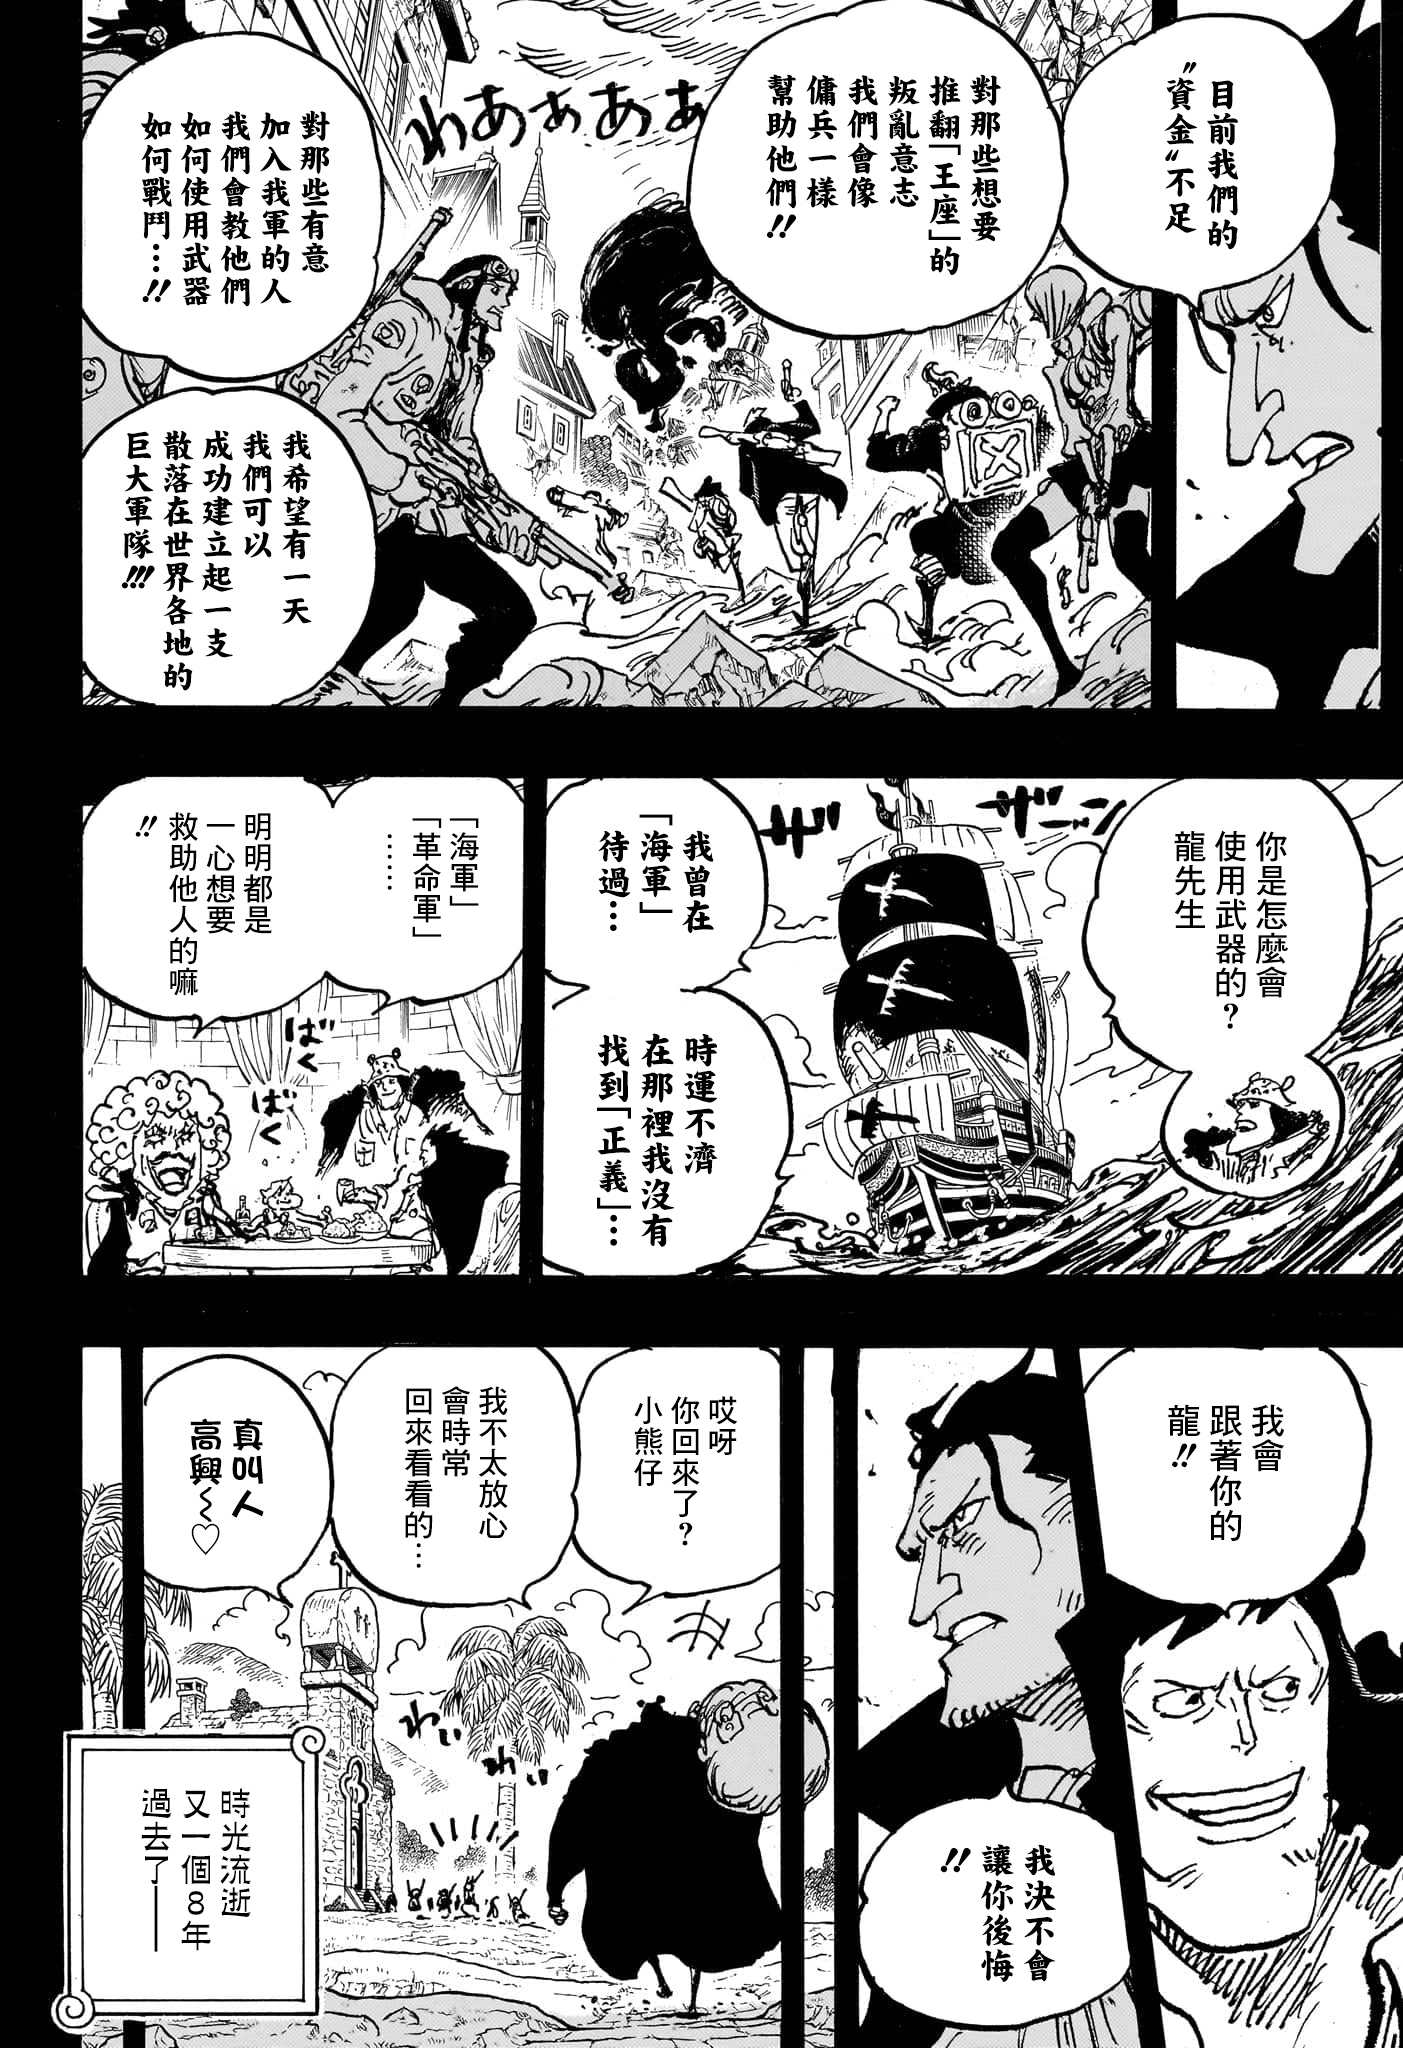 目前我們的
〝資金〞不足
對那些想要
推翻「王座」的
叛亂意志
我們會像
傭兵一樣
幫助他們!!
わあぁぁあぁ
對那些有意
加入我軍的人
我們會教他們
如何使用武器
如何戰鬥…!!
我希望有一天
我們可以
成功建立起一支
散落在世界各地的
巨大軍隊!!!
你是怎麼會
使用武器的?
龍先生
ザザーン
我曾在
「海軍」
待過…
時運不濟
在那裡我沒有
找到「正義」…
「海軍」
「革命軍」
……
明明都是
一心想要
救助他人的嘛
!!
ばく
ばく
我會
跟著你的
龍!!
我決不會
讓你後悔
!!
哎呀
你回來了?
小熊仔
我不太放心
會時常
回來看看的…
真叫人
高興～♡
わい
わい
時光流逝
又一個8年
過去了——